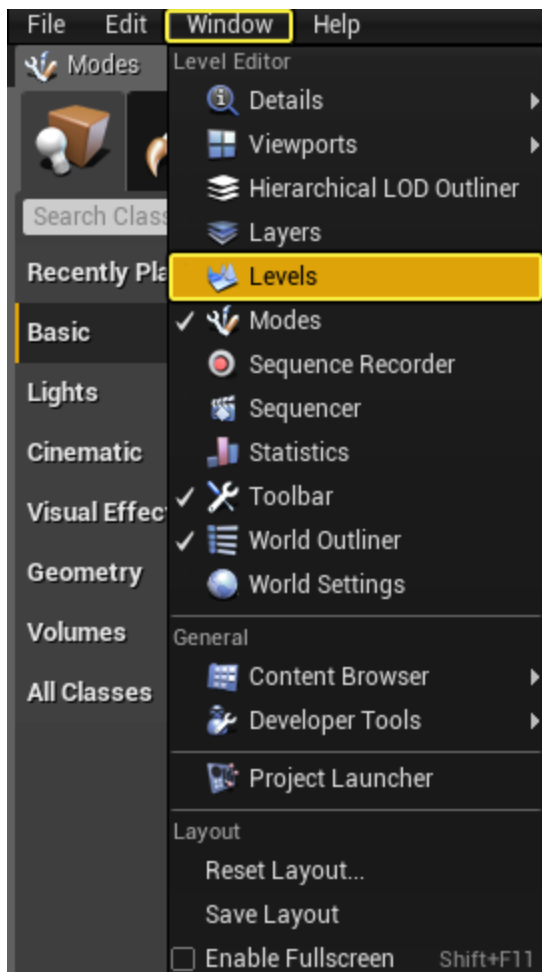 File Edit Window Help
Modes
Level Editor
Details
Viewports
Hierarchical LOD Outliner
Search Class
Layers
Recently Pla
Levels
Basic
Modes
Sequence Recorder
Lights
Sequencer
Cinematic
Statistics
Visual Effec
Toolbar
World Outliner
Geometry
World Settings
Volumes
General
All Classes
Content Browser
Developer Tools
Project Launcher
Layout
Reset Layout...
Save Layout
Enable Fullscreen Shift+F11